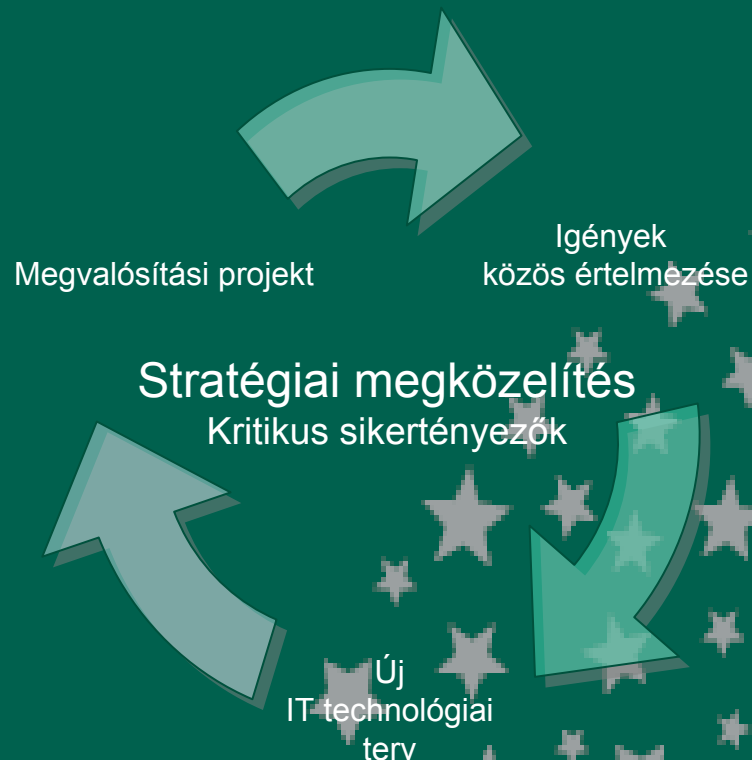 Megvalósítási projekt
Igények
közös értelmezése
Stratégiai megközelítés
Kritikus sikertényezők
Új
IT technológiai
terv